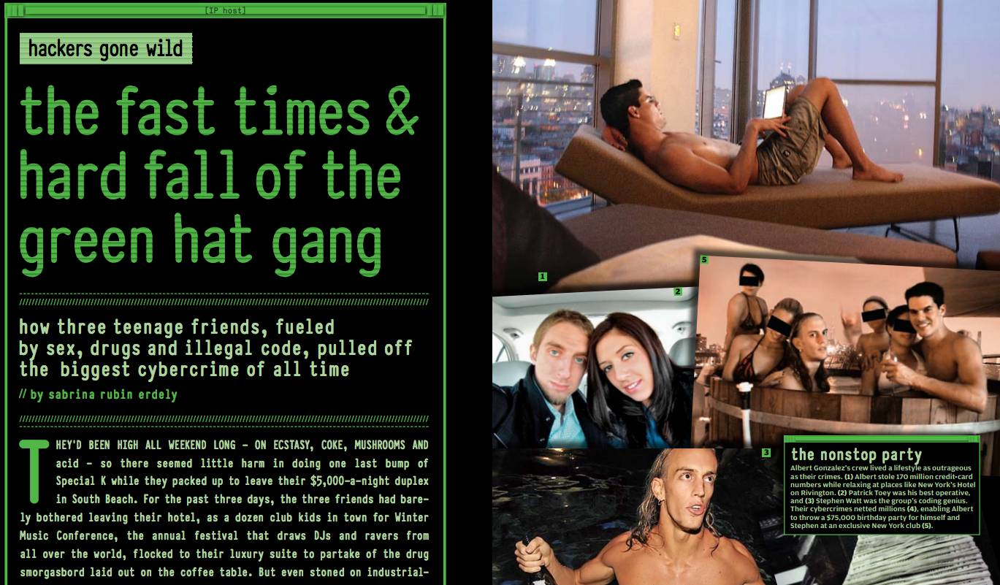 [IP host]
hackers gone wild
the fast times &
hard fall of the
green hat gang
how three teenage friends, fueled
by sex, drugs and illegal code, pulled off
the biggest cybercrime of all time
// by sabrina rubin erdely
THEY'D BEEN HIGH ALL WEEKEND LONG – ON ECSTASY, COKE, MUSHROOMS AND
acid – so there seemed little harm in doing one last bump of
Special K while they packed up to leave their $5,000-a-night duplex
in South Beach. For the past three days, the three friends had bare-
ly bothered leaving their hotel, as a dozen club kids in town for Winter
Music Conference, the annual festival that draws DJs and ravers from
all over the world, flocked to their luxury suite to partake of the drug
smorgasbord laid out on the coffee table. But even stoned on industrial-
1
5
2
3
the nonstop party
Albert Gonzalez's crew lived a lifestyle as outrageous
as their crimes. (1) Albert stole 170 million credit-card
numbers while relaxing at places like New York's Hotel
on Rivington. (2) Patrick Toey was his best operative,
and (3) Stephen Watt was the group's coding genius.
Their cybercrimes netted millions (4), enabling Albert
to throw a $75,000 birthday party for himself and
Stephen at an exclusive New York club (5).